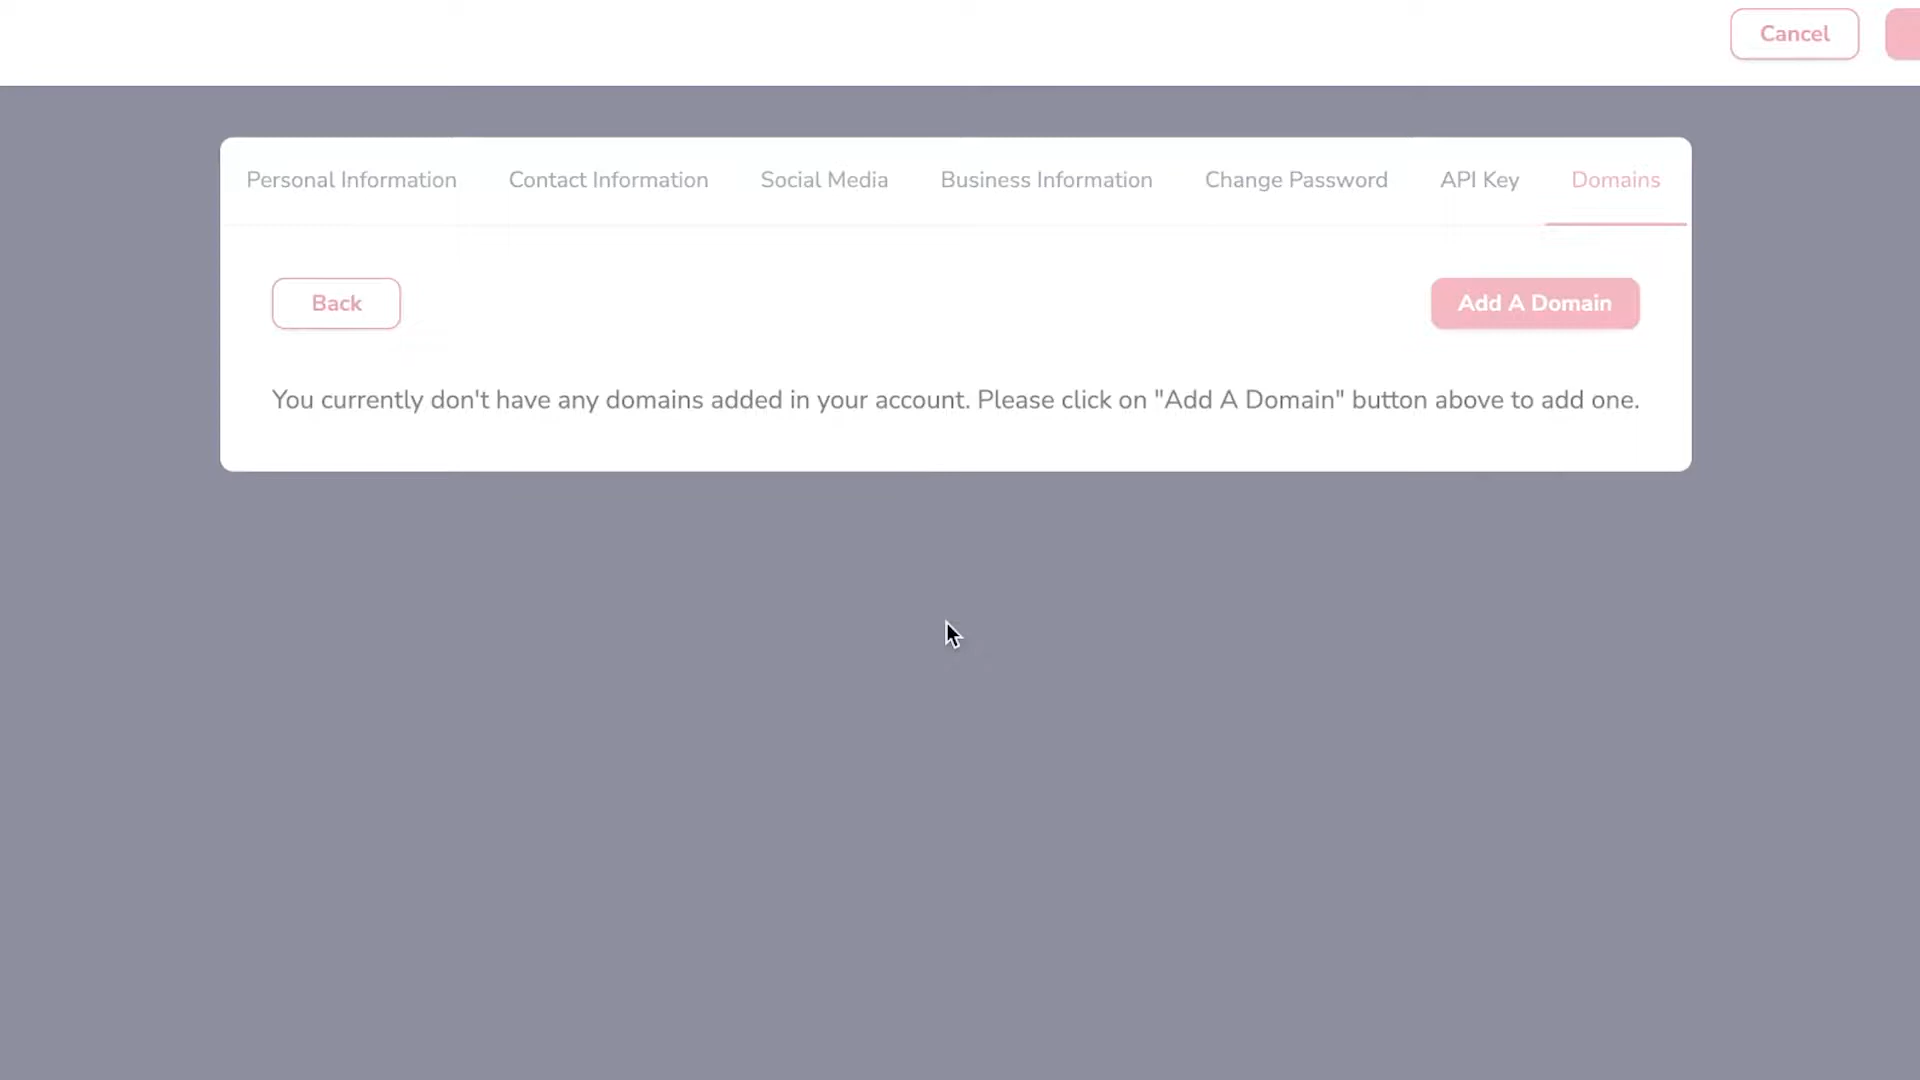 Cancel
Personal Information Contact Information Social Media Business Information Change Password API Key Domains
Back Add A Domain
You currently don't have any domains added in your account. Please click on "Add A Domain" button above to add one.